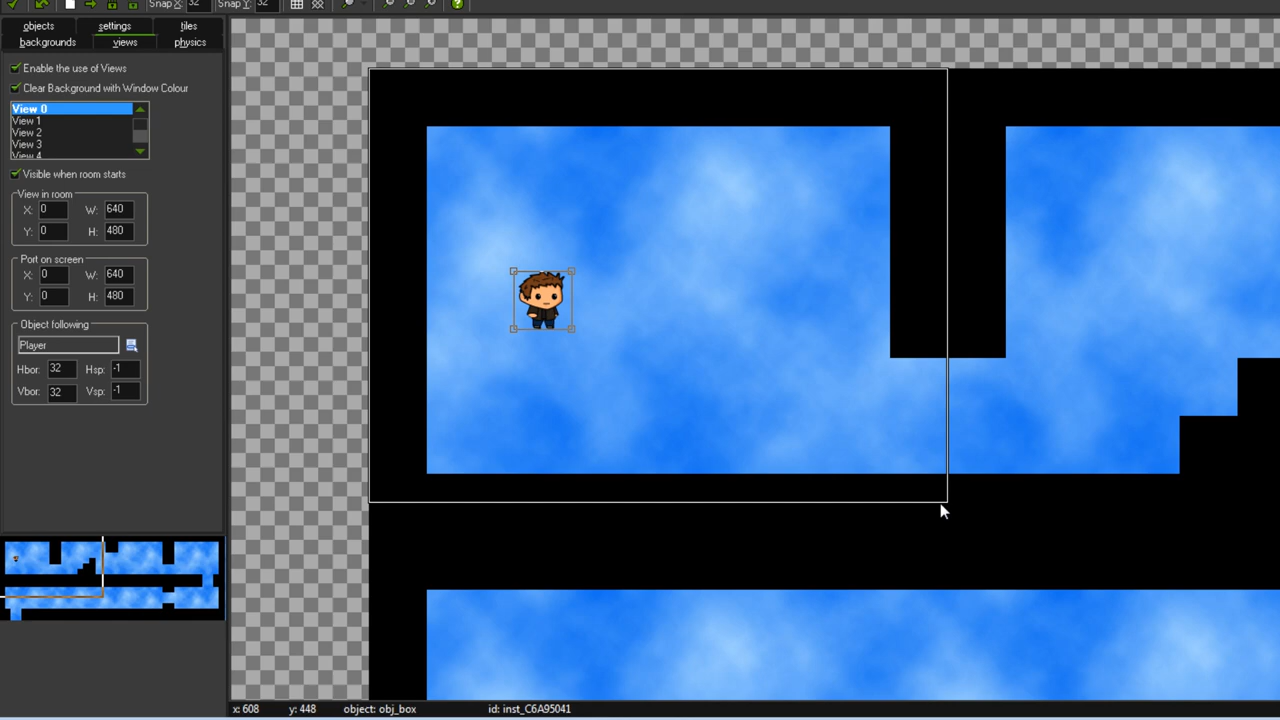 Snap X: 32 Snap Y: 32
objects settings tiles
backgrounds views physics
Enable the use of Views
Clear Background with Window Colour
View 0
View 1
View 2
View 3
View 4
Visible when room starts
View in room
X: 0 W: 640
Y: 0 H: 480
Port on screen
X: 0 W: 640
Y: 0 H: 480
Object following
Player
Hbor: 32 Hsp: -1
Vbor: 32 Vsp: -1
x: 608 y: 448 object: obj_box id: inst_C6A95041